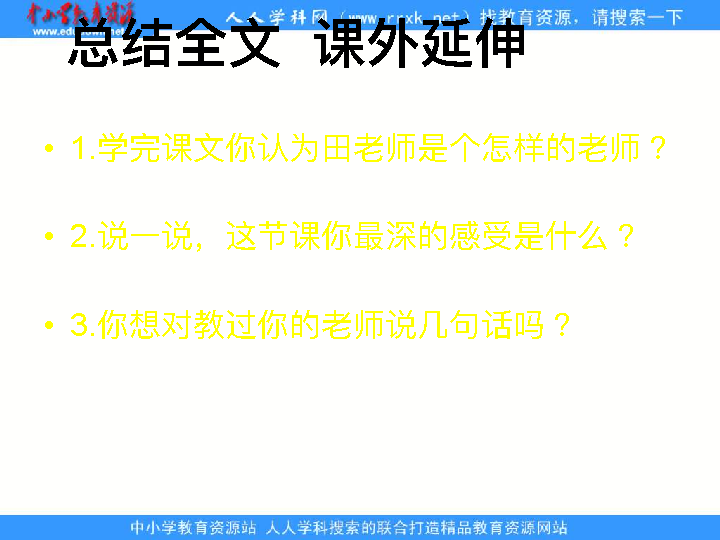 中小学教育资源
www.edudown.net
人人学科网（www.rrxk.net）找教育资源，请搜索一下
总结全文 课外延伸
• 1.学完课文你认为田老师是个怎样的老师？
• 2.说一说，这节课你最深的感受是什么？
• 3.你想对教过你的老师说几句话吗？
中小学教育资源站 人人学科搜索的联合打造精品教育资源网站